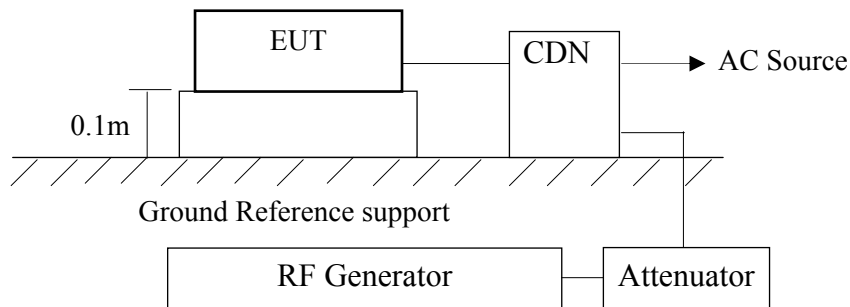 EUT
CDN
AC Source
0.1m
Ground Reference support
RF Generator
Attenuator